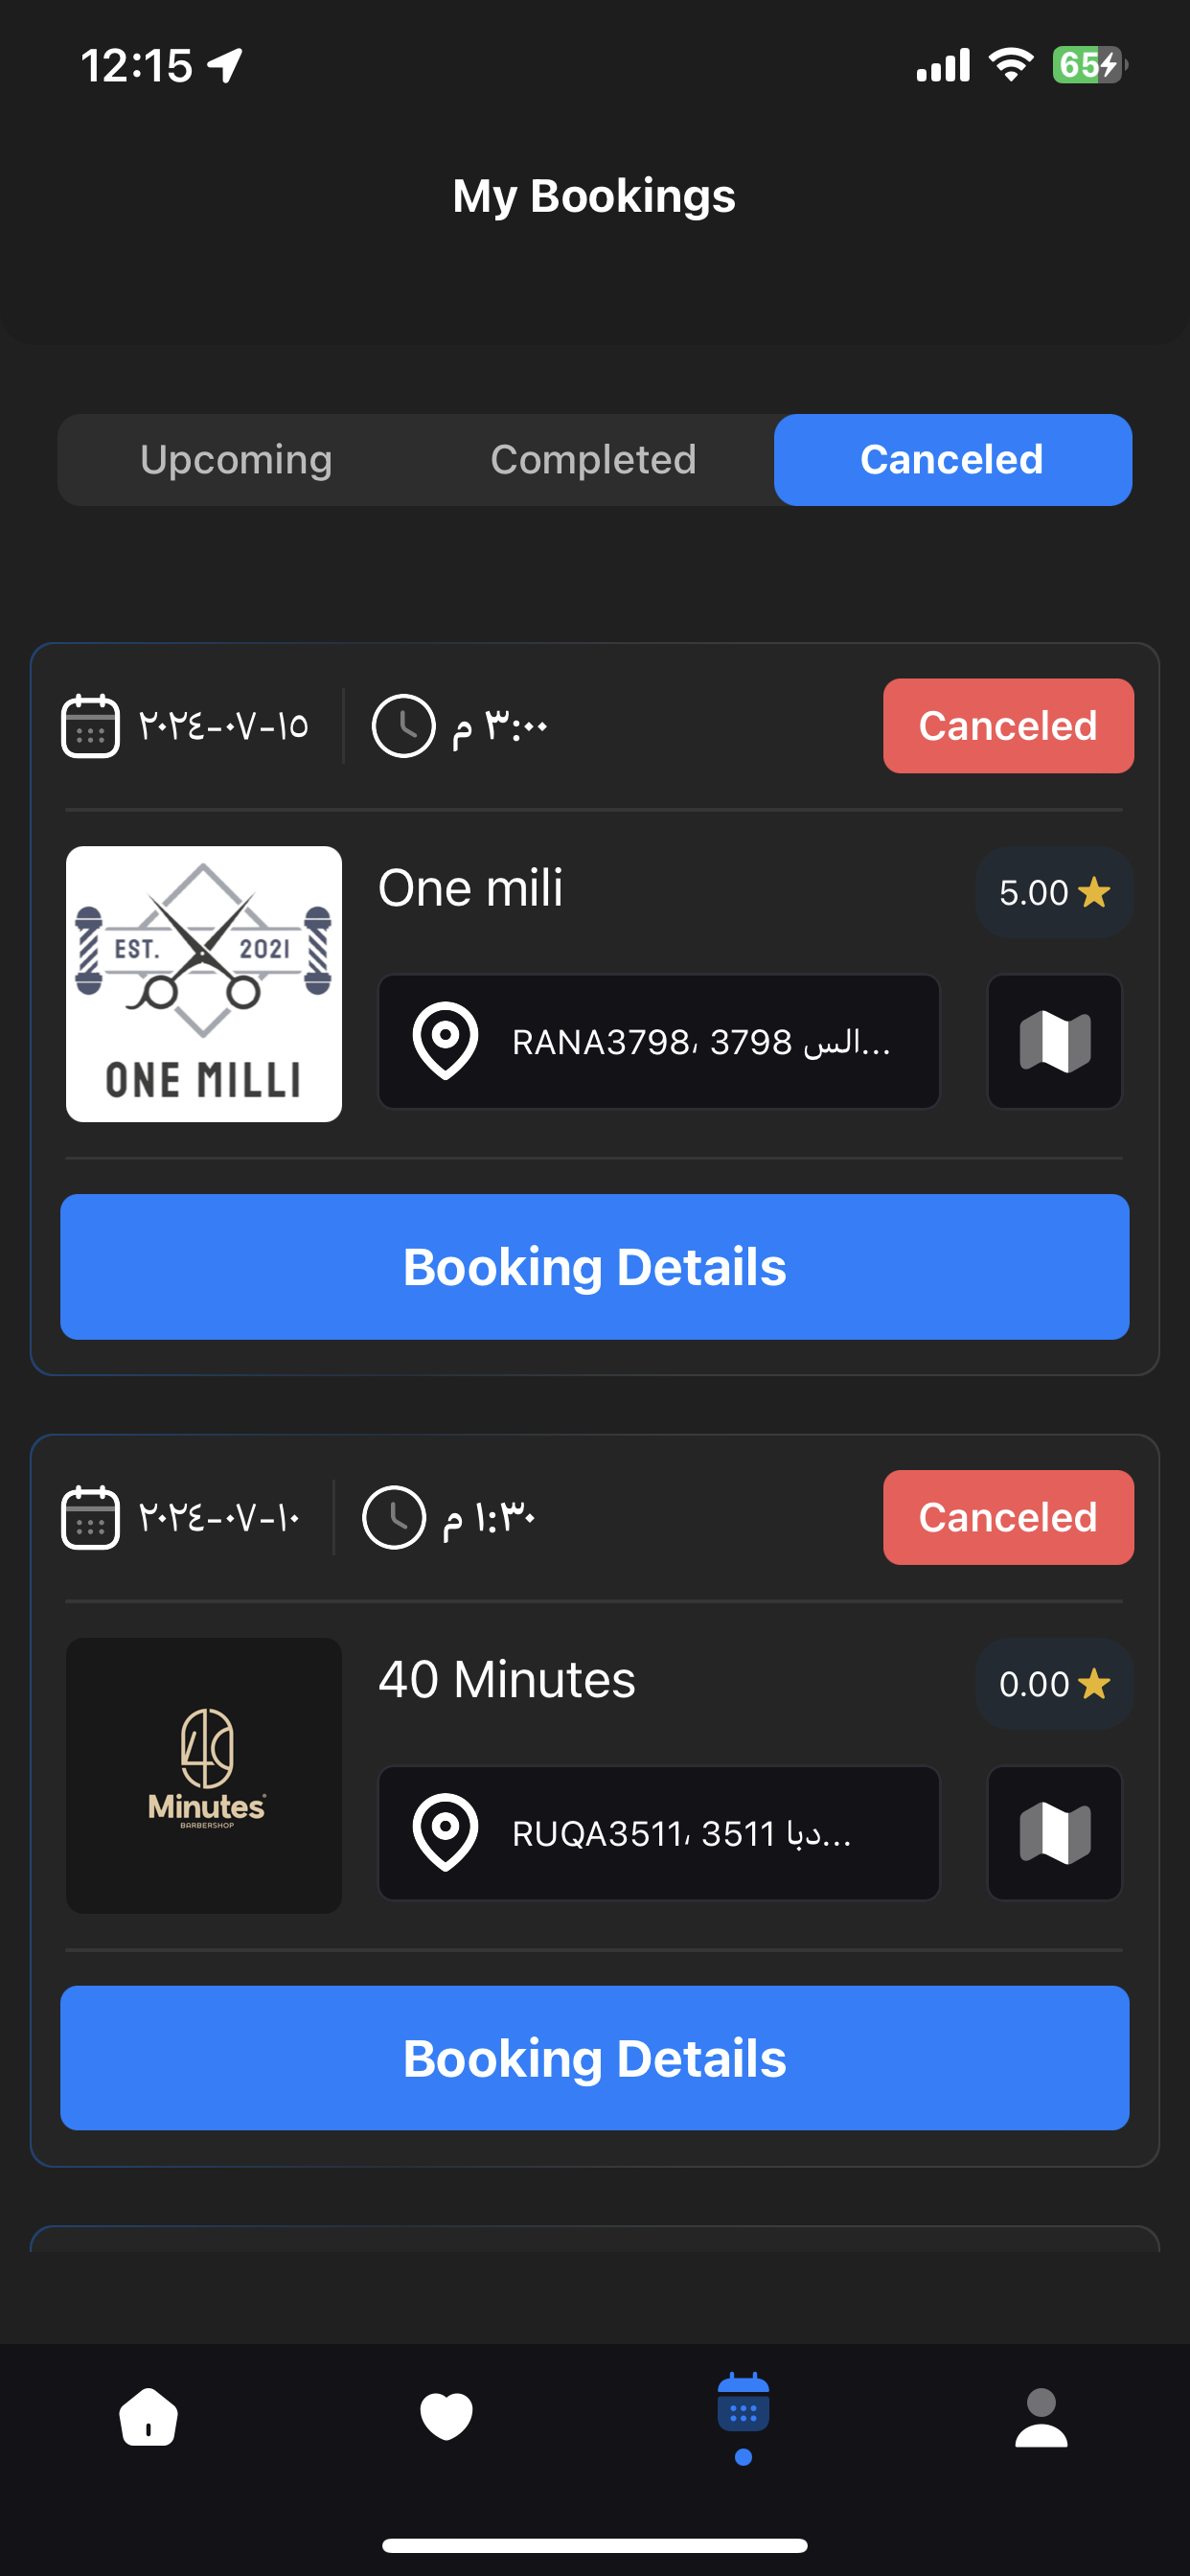 12:15
65
My Bookings
Upcoming Completed Canceled
٢٠٢٤-٠٧-١٥ ٣:٠٠ م Canceled
One mili 5.00
EST. 2021
ONE MILLI
RANA3798، 3798 الس...
Booking Details
٢٠٢٤-٠٧-١٠ ١:٣٠ م Canceled
40 Minutes 0.00
40
Minutes
BARBERSHOP
RUQA3511، 3511 دبا...
Booking Details